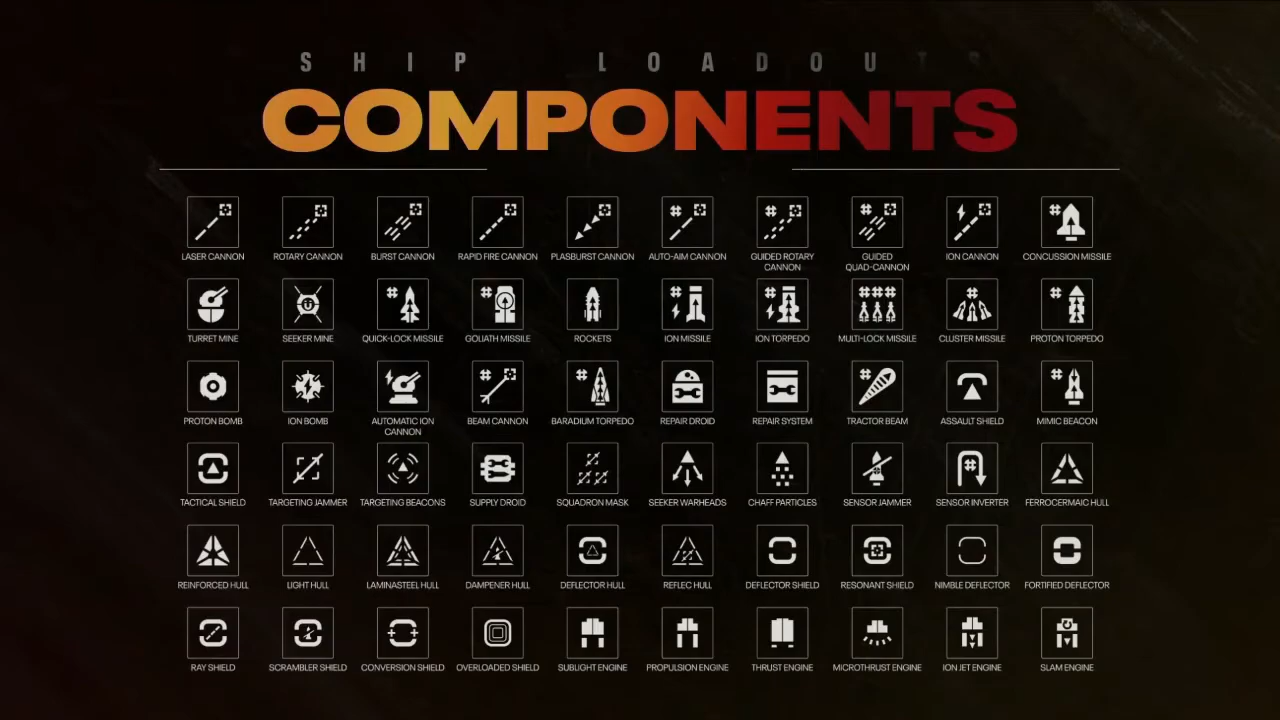 SHIP LOADOUTS
COMPONENTS
LASER CANNON
ROTARY CANNON
BURST CANNON
RAPID FIRE CANNON
PLASBURST CANNON
AUTO-AIM CANNON
GUIDED ROTARY
CANNON
GUIDED
QUAD-CANNON
ION CANNON
CONCUSSION MISSILE
TURRET MINE
SEEKER MINE
QUICK-LOCK MISSILE
GOLIATH MISSILE
ROCKETS
ION MISSILE
ION TORPEDO
MULTI-LOCK MISSILE
CLUSTER MISSILE
PROTON TORPEDO
PROTON BOMB
ION BOMB
AUTOMATIC ION
CANNON
BEAM CANNON
BARADIUM TORPEDO
REPAIR DROID
REPAIR SYSTEM
TRACTOR BEAM
ASSAULT SHIELD
MIMIC BEACON
TACTICAL SHIELD
TARGETING JAMMER
TARGETING BEACONS
SUPPLY DROID
SQUADRON MASK
SEEKER WARHEADS
CHAFF PARTICLES
SENSOR JAMMER
SENSOR INVERTER
FERROCERMAIC HULL
REINFORCED HULL
LIGHT HULL
LAMINASTEEL HULL
DAMPENER HULL
DEFLECTOR HULL
REFLEC HULL
DEFLECTOR SHIELD
RESONANT SHIELD
NIMBLE DEFLECTOR
FORTIFIED DEFLECTOR
RAY SHIELD
SCRAMBLER SHIELD
CONVERSION SHIELD
OVERLOADED SHIELD
SUBLIGHT ENGINE
PROPULSION ENGINE
THRUST ENGINE
MICROTHRUST ENGINE
ION JET ENGINE
SLAM ENGINE